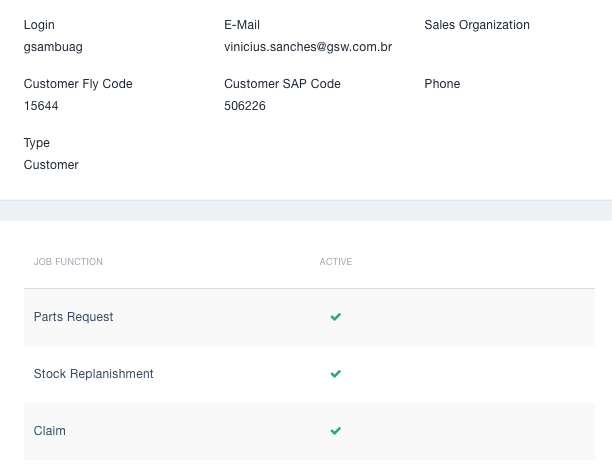 Login E-Mail Sales Organization
gsambuag vinicius.sanches@gsw.com.br
Customer Fly Code Customer SAP Code Phone
15644 506226
Type
Customer
JOB FUNCTION ACTIVE
Parts Request
Stock Replanishment
Claim